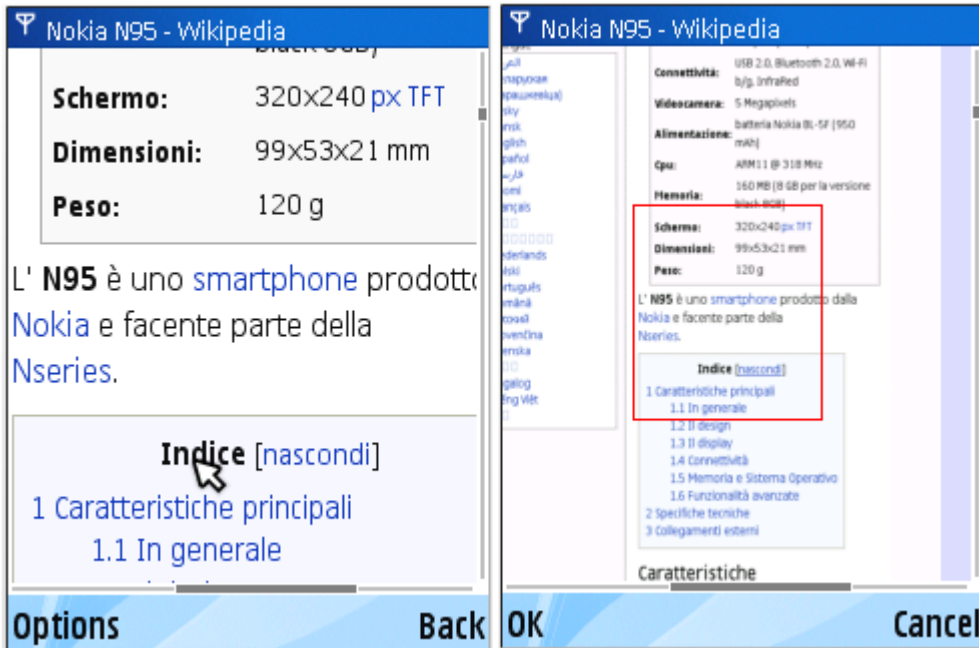 Nokia N95 - Wikipedia
Schermo: 320x240 px TFT
Dimensioni: 99x53x21 mm
Peso: 120 g
L' N95 è uno smartphone prodotto
Nokia e facente parte della
Nseries.
Indice [nascondi]
1 Caratteristiche principali
1.1 In generale
Options Back
Nokia N95 - Wikipedia
Connettività: USB 2.0, Bluetooth 2.0, Wi-Fi
b/g, InfraRed
Videocamera: 5 Megapixels
Alimentazione: batteria Nokia BL-5F (950
mAh)
Cpu: ARM11 @ 318 MHz
Memoria: 160 MB (8 GB per la versione
black 8GB)
Schermo: 320x240 px TFT
Dimensioni: 99x53x21 mm
Peso: 120 g
L' N95 è uno smartphone prodotto dalla
Nokia e facente parte della
Nseries.
Indice [nascondi]
1 Caratteristiche principali
1.1 In generale
1.2 Il design
1.3 Il display
1.4 Connettività
1.5 Memoria e Sistema Operativo
1.6 Funzionalità avanzate
2 Specifiche tecniche
3 Collegamenti esterni
Caratteristiche
OK Cancel